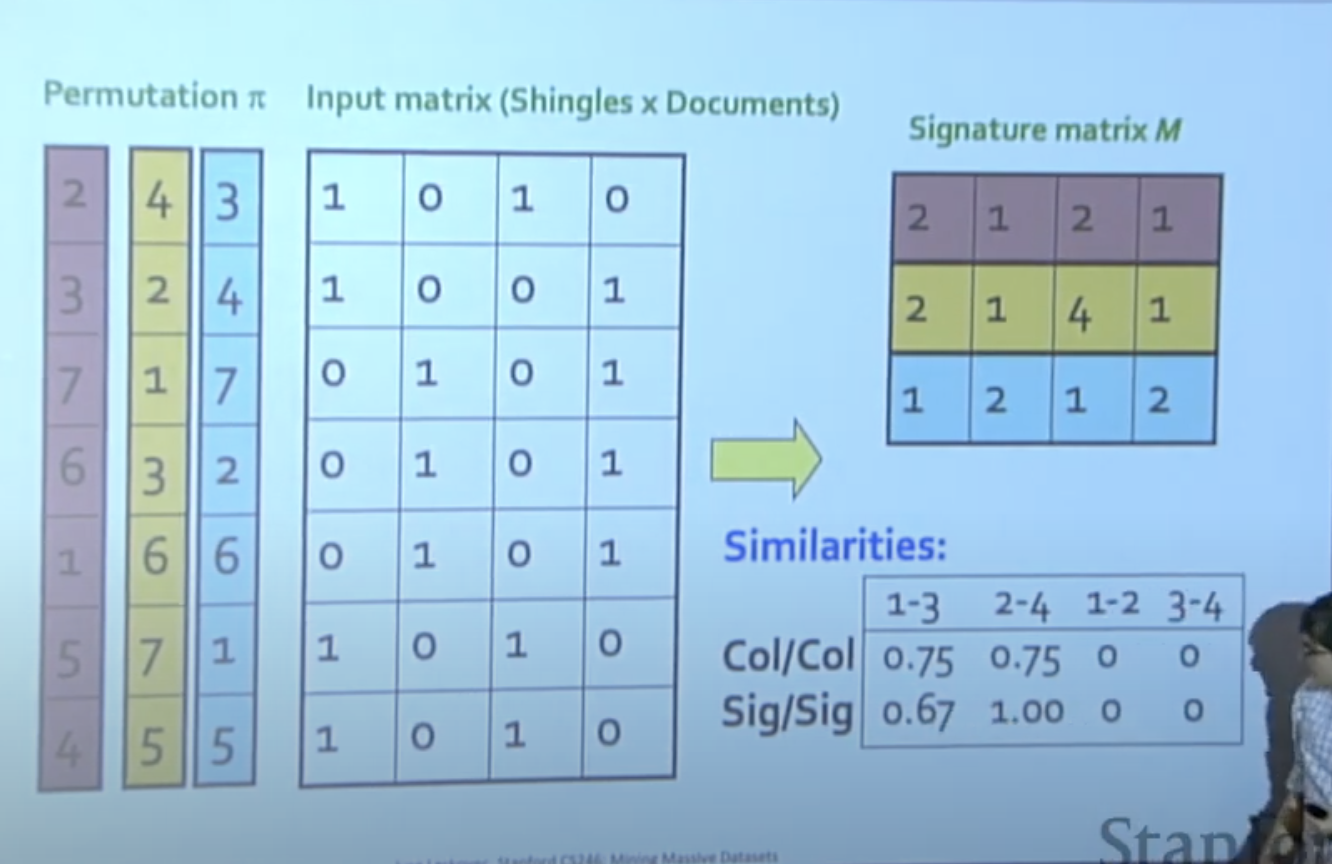 Permutation π Input matrix (Shingles x Documents)
Signature matrix M
2 4 3 1 0 1 0
3 2 4 1 0 0 1
7 1 7 0 1 0 1
6 3 2 0 1 0 1
1 6 6 0 1 0 1
5 7 1 1 0 1 0
4 5 5 1 0 1 0
2 1 2 1
2 1 4 1
1 2 1 2
Similarities:
1-3 2-4 1-2 3-4
Col/Col 0.75 0.75 0 0
Sig/Sig 0.67 1.00 0 0
Stanford CS246: Mining Massive Datasets